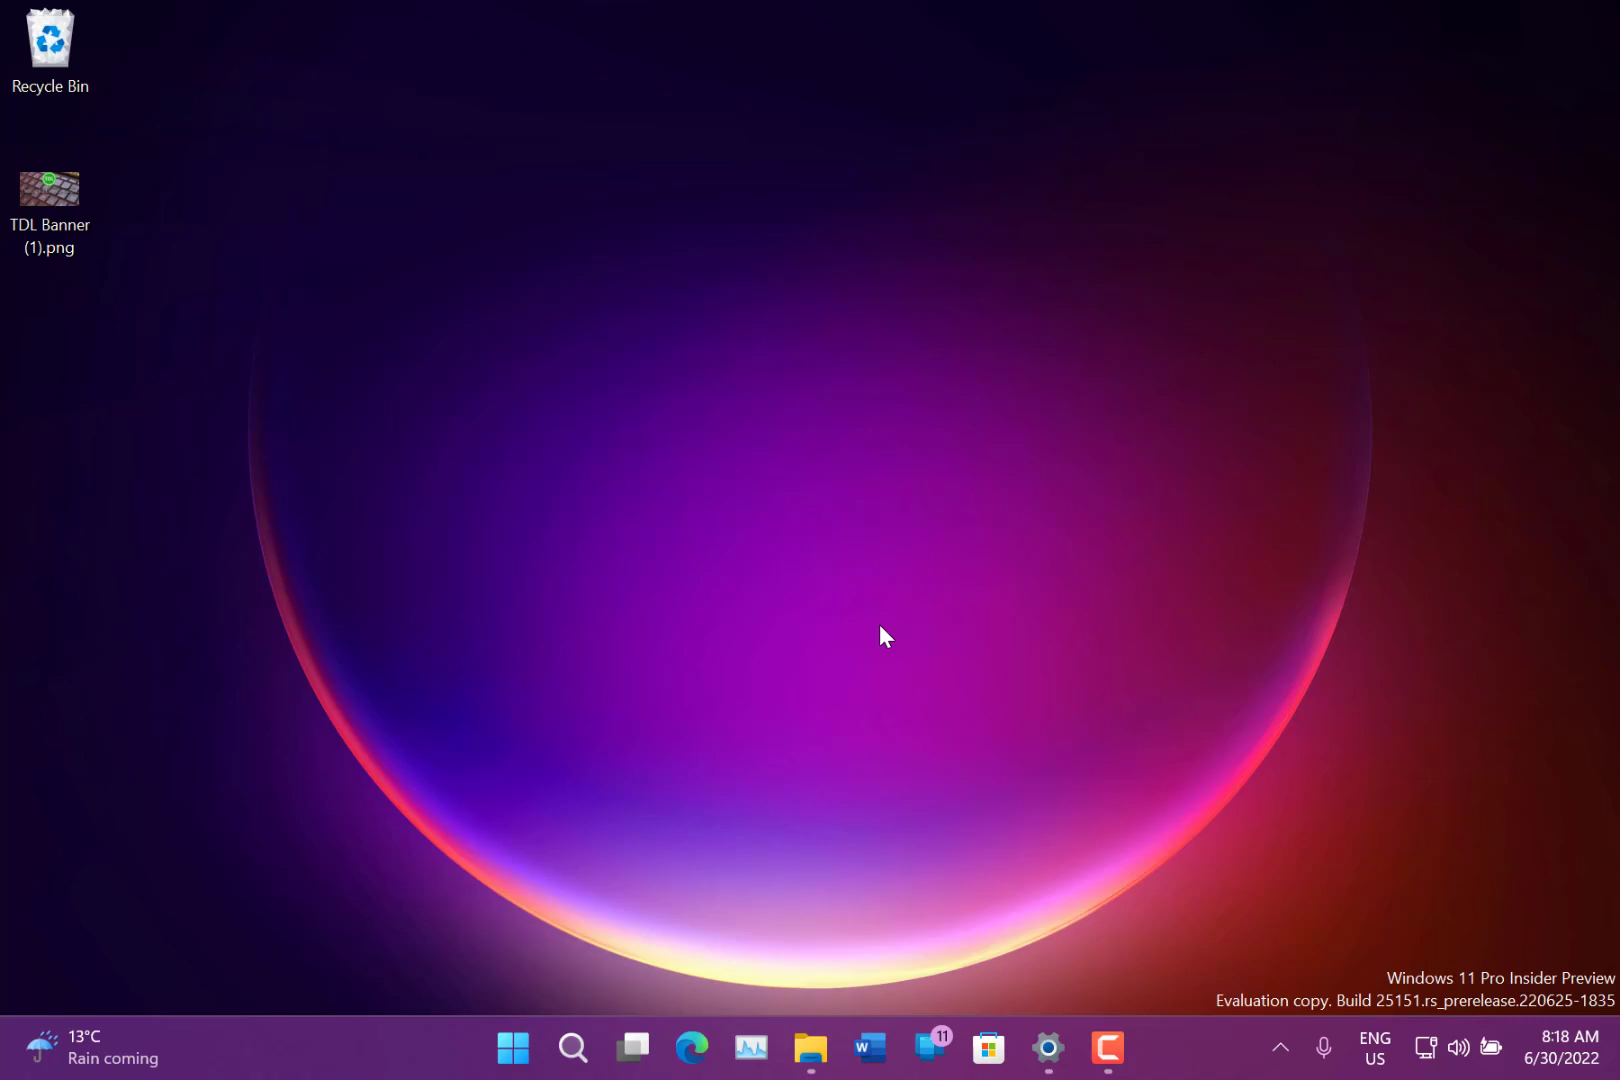 Recycle Bin
TDL Banner
(1).png
Windows 11 Pro Insider Preview
Evaluation copy. Build 25151.rs_prerelease.220625-1835
13°C
Rain coming
11
ENG
US
8:18 AM
6/30/2022